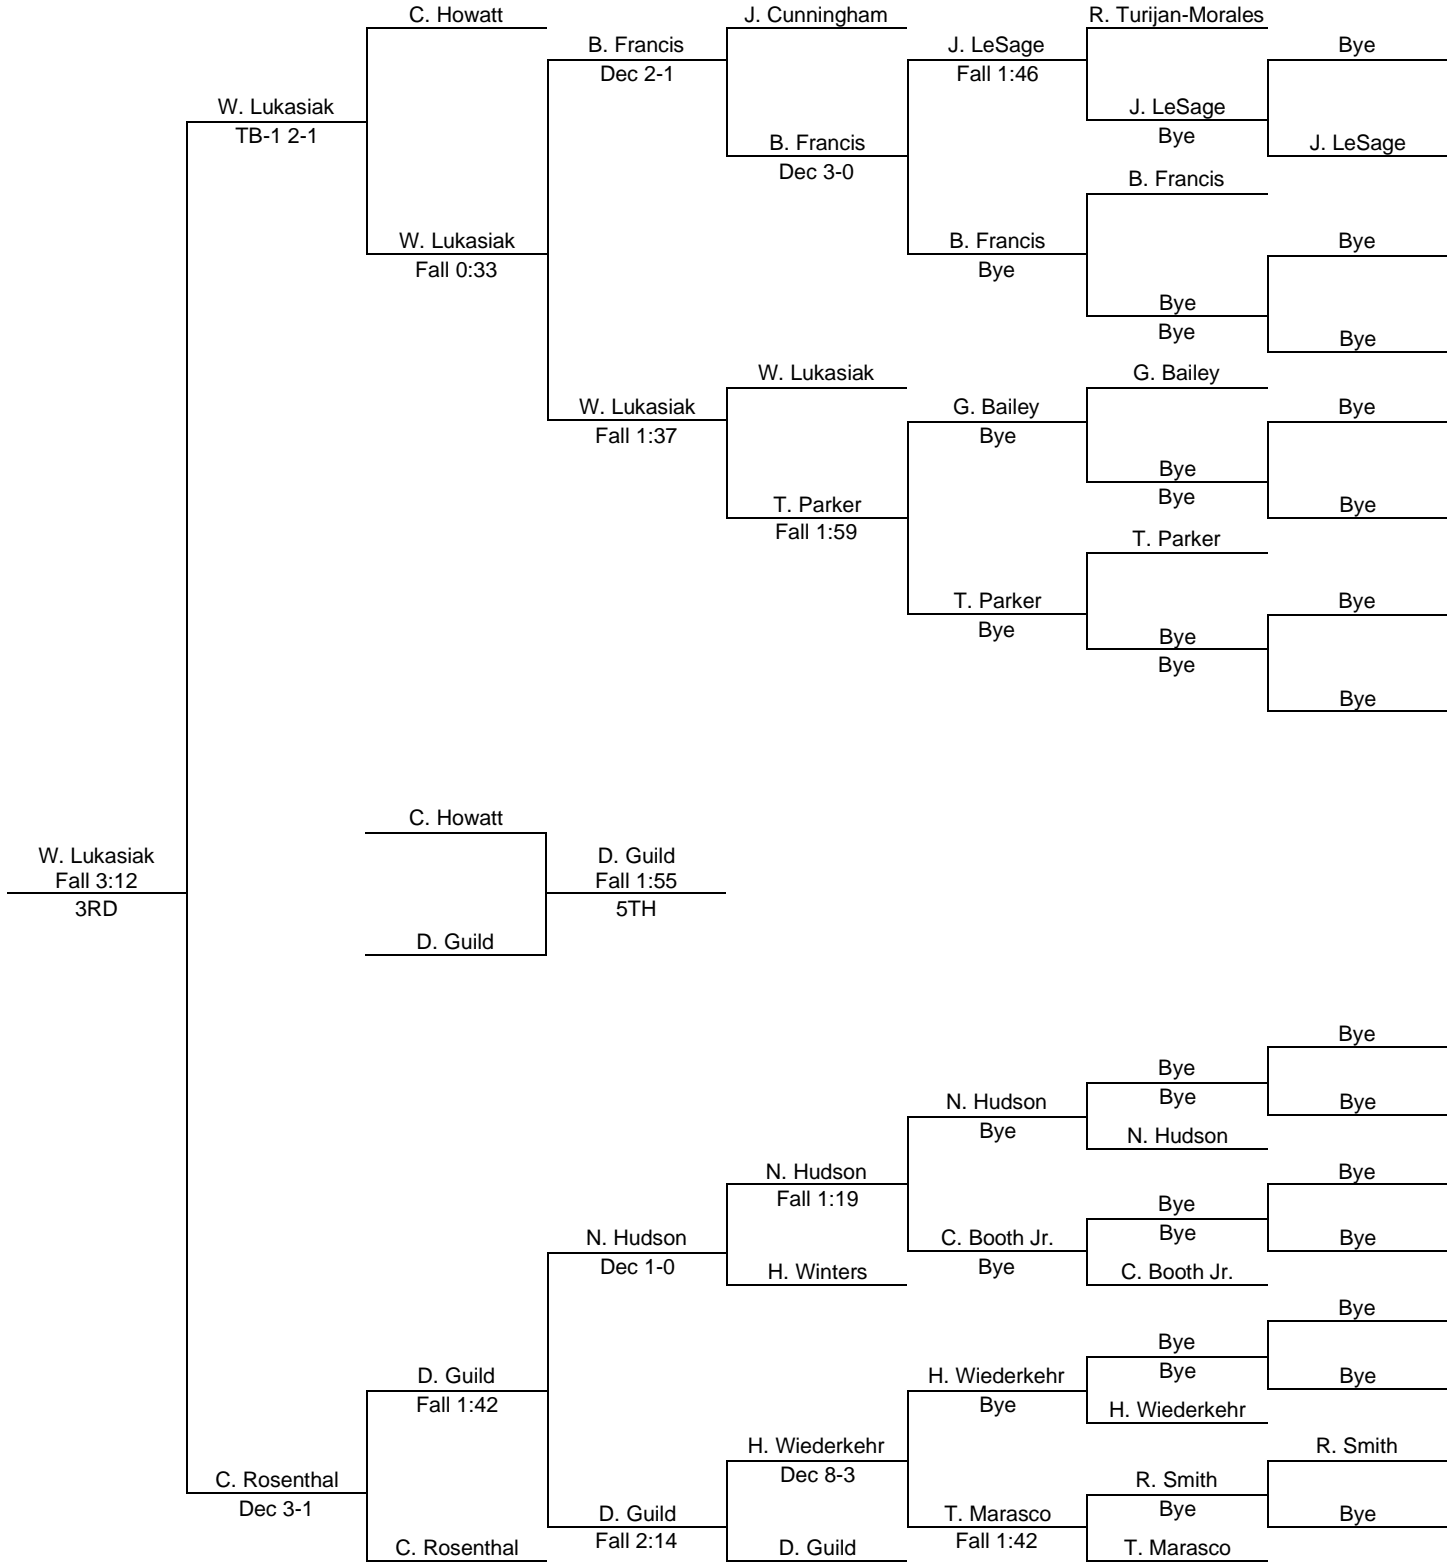 C. Howatt
J. Cunningham
R. Turijan-Morales
B. Francis
Dec 2-1
J. LeSage
Fall 1:46
Bye
W. Lukasiak
TB-1 2-1
J. LeSage
Bye
B. Francis
Dec 3-0
J. LeSage
B. Francis
W. Lukasiak
Fall 0:33
B. Francis
Bye
Bye
Bye
Bye
Bye
W. Lukasiak
G. Bailey
W. Lukasiak
Fall 1:37
G. Bailey
Bye
Bye
Bye
Bye
T. Parker
Fall 1:59
Bye
T. Parker
T. Parker
Bye
Bye
Bye
Bye
Bye
C. Howatt
W. Lukasiak
Fall 3:12
3RD
D. Guild
Fall 1:55
5TH
D. Guild
Bye
Bye
Bye
N. Hudson
Bye
Bye
N. Hudson
N. Hudson
Fall 1:19
Bye
Bye
Bye
N. Hudson
Dec 1-0
C. Booth Jr.
Bye
Bye
H. Winters
C. Booth Jr.
Bye
Bye
Bye
D. Guild
Fall 1:42
H. Wiederkehr
Bye
Bye
H. Wiederkehr
H. Wiederkehr
Dec 8-3
R. Smith
C. Rosenthal
Dec 3-1
R. Smith
Bye
D. Guild
Fall 2:14
T. Marasco
Fall 1:42
Bye
C. Rosenthal
D. Guild
T. Marasco